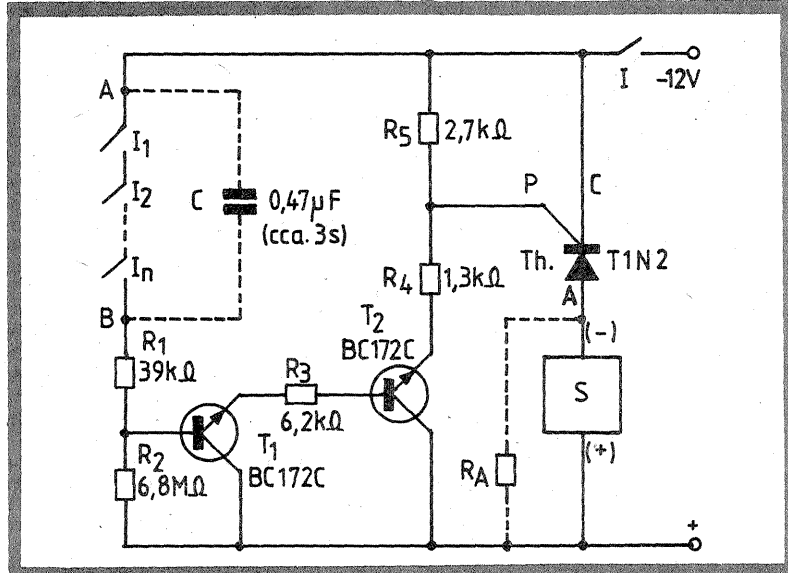 A
I1
I2
In
B
C
0,47µF
(cca. 3s)
R5
2,7kΩ
I
-12V
P
C
Th.
T1N2
A
(-)
S
(+)
R4
1,3kΩ
T2
BC172C
R1
39kΩ
R3
6,2kΩ
T1
BC172C
R2
6,8MΩ
RA
+